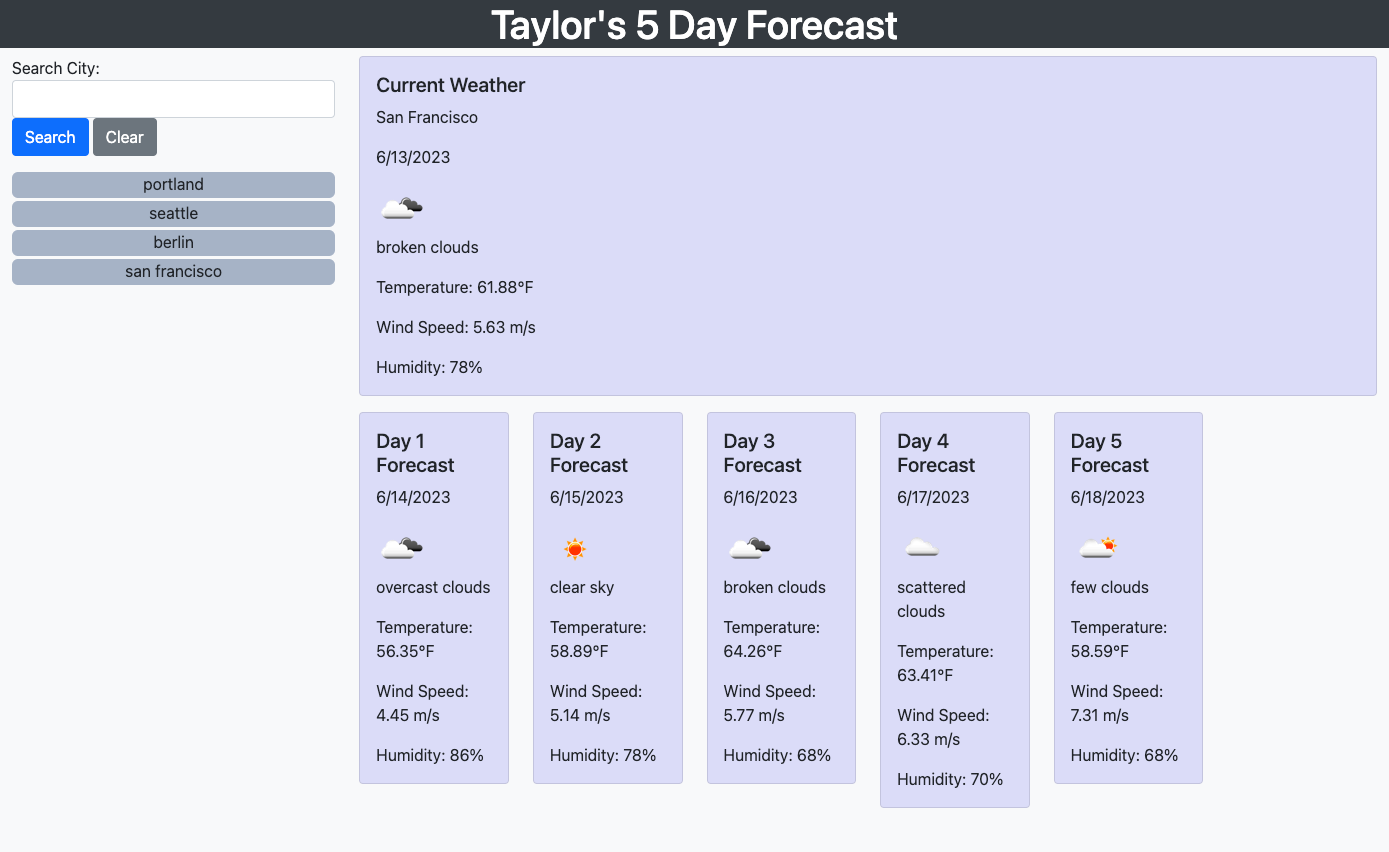 Taylor's 5 Day Forecast
Search City:
Search
Clear
portland
seattle
berlin
san francisco
Current Weather
San Francisco
6/13/2023
broken clouds
Temperature: 61.88°F
Wind Speed: 5.63 m/s
Humidity: 78%
Day 1
Forecast
6/14/2023
overcast clouds
Temperature:
56.35°F
Wind Speed:
4.45 m/s
Humidity: 86%
Day 2
Forecast
6/15/2023
clear sky
Temperature:
58.89°F
Wind Speed:
5.14 m/s
Humidity: 78%
Day 3
Forecast
6/16/2023
broken clouds
Temperature:
64.26°F
Wind Speed:
5.77 m/s
Humidity: 68%
Day 4
Forecast
6/17/2023
scattered
clouds
Temperature:
63.41°F
Wind Speed:
6.33 m/s
Humidity: 70%
Day 5
Forecast
6/18/2023
few clouds
Temperature:
58.59°F
Wind Speed:
7.31 m/s
Humidity: 68%